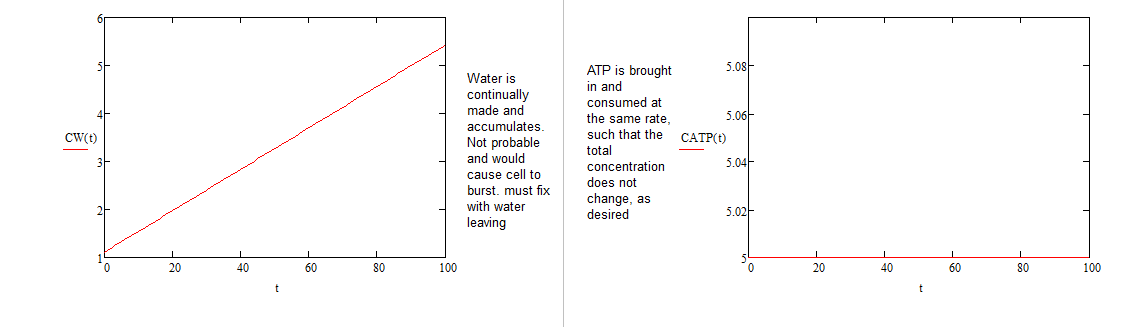 6
5
4
CW(t)
3
2
1
0 20 40 60 80 100
t
Water is
continually
made and
accumulates.
Not probable
and would
cause cell to
burst. must fix
with water
leaving
ATP is brought
in and
consumed at
the same rate,
such that the
total
concentration
does not
change, as
desired
5.08
5.06
CATP(t)
5.04
5.02
5
0 20 40 60 80 100
t